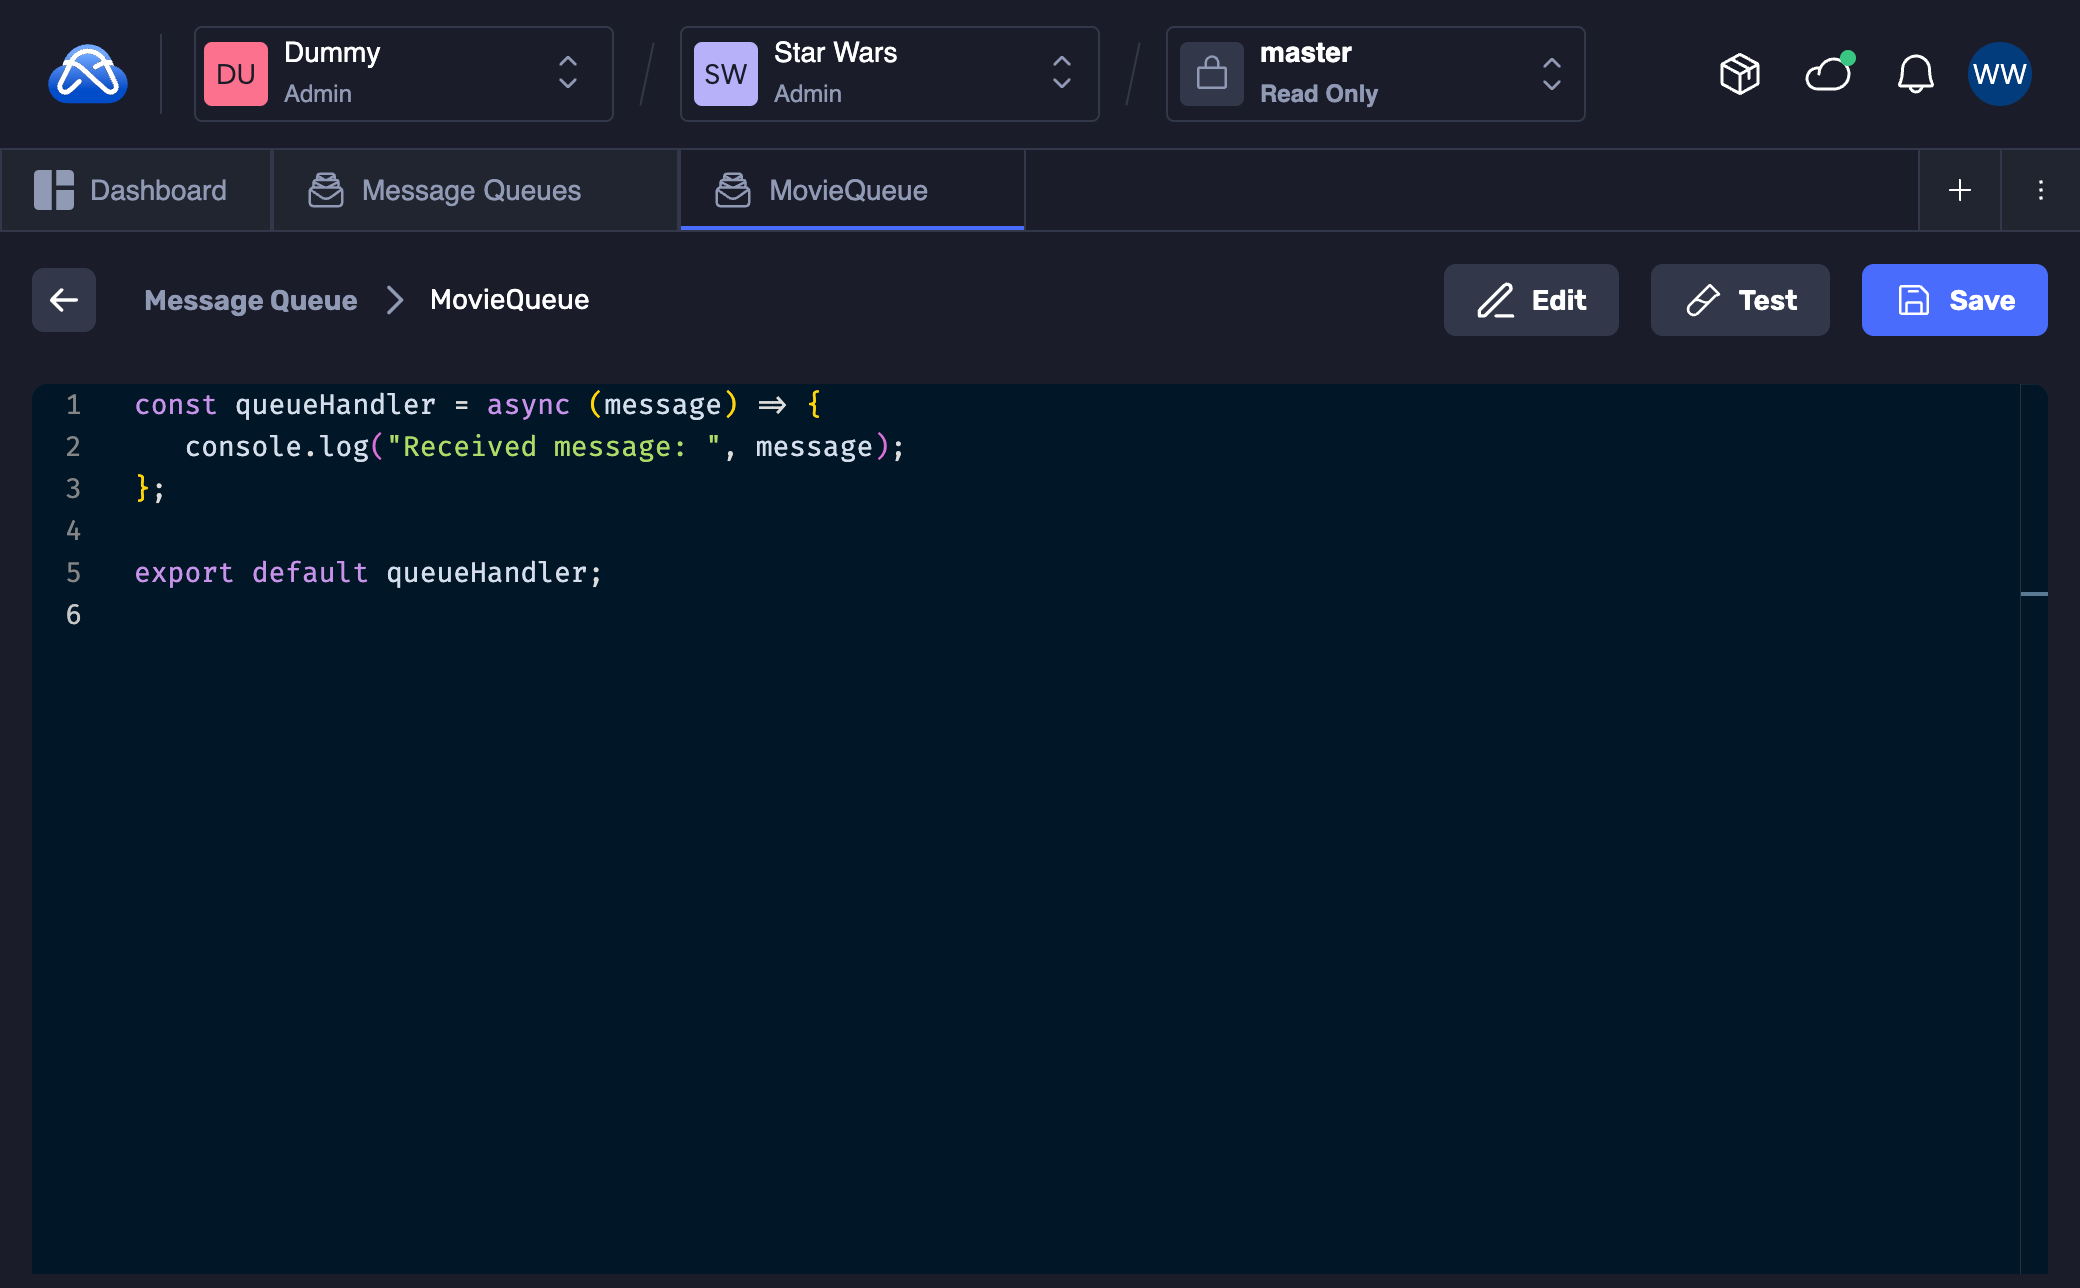 DU
Dummy
Admin
SW
Star Wars
Admin
master
Read Only
WW
Dashboard
Message Queues
MovieQueue
Message Queue
MovieQueue
Edit
Test
Save
1 const queueHandler = async (message) => {
2    console.log("Received message: ", message);
3 };
4
5 export default queueHandler;
6